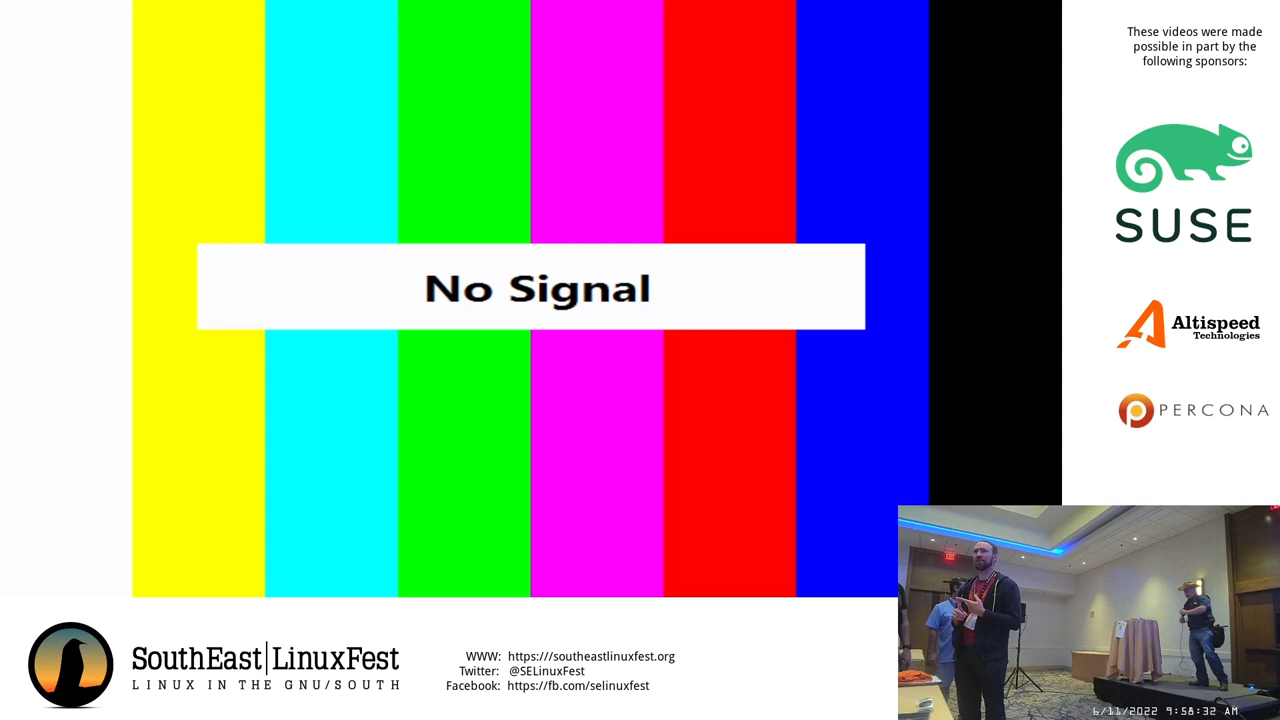 These videos were made
possible in part by the
following sponsors:
SUSE
Altispeed
Technologies
PERCONA
No Signal
SouthEast|LinuxFest
LINUX IN THE GNU/SOUTH
WWW: https:///southeastlinuxfest.org
Twitter: @SELinuxFest
Facebook: https://fb.com/selinuxfest
EXIT
6/11/2022 9:58:32 AM